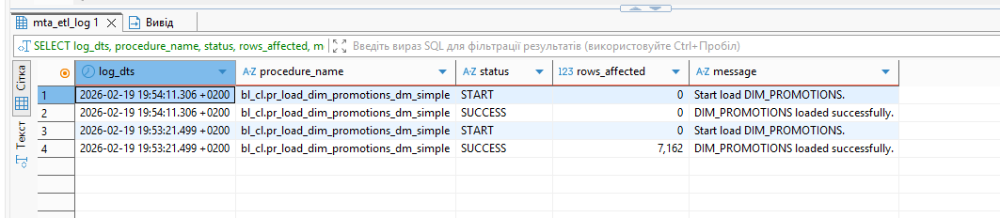 mta_etl_log 1 Вивід
SELECT log_dts, procedure_name, status, rows_affected, m Введіть вираз SQL для фільтрації результатів (використовуйте Ctrl+Пробіл)
Сітка
Текст
log_dts A-Z procedure_name A-Z status 123 rows_affected A-Z message
1 2026-02-19 19:54:11.306 +0200 bl_cl.pr_load_dim_promotions_dm_simple START 0 Start load DIM_PROMOTIONS.
2 2026-02-19 19:54:11.306 +0200 bl_cl.pr_load_dim_promotions_dm_simple SUCCESS 0 DIM_PROMOTIONS loaded successfully.
3 2026-02-19 19:53:21.499 +0200 bl_cl.pr_load_dim_promotions_dm_simple START 0 Start load DIM_PROMOTIONS.
4 2026-02-19 19:53:21.499 +0200 bl_cl.pr_load_dim_promotions_dm_simple SUCCESS 7,162 DIM_PROMOTIONS loaded successfully.